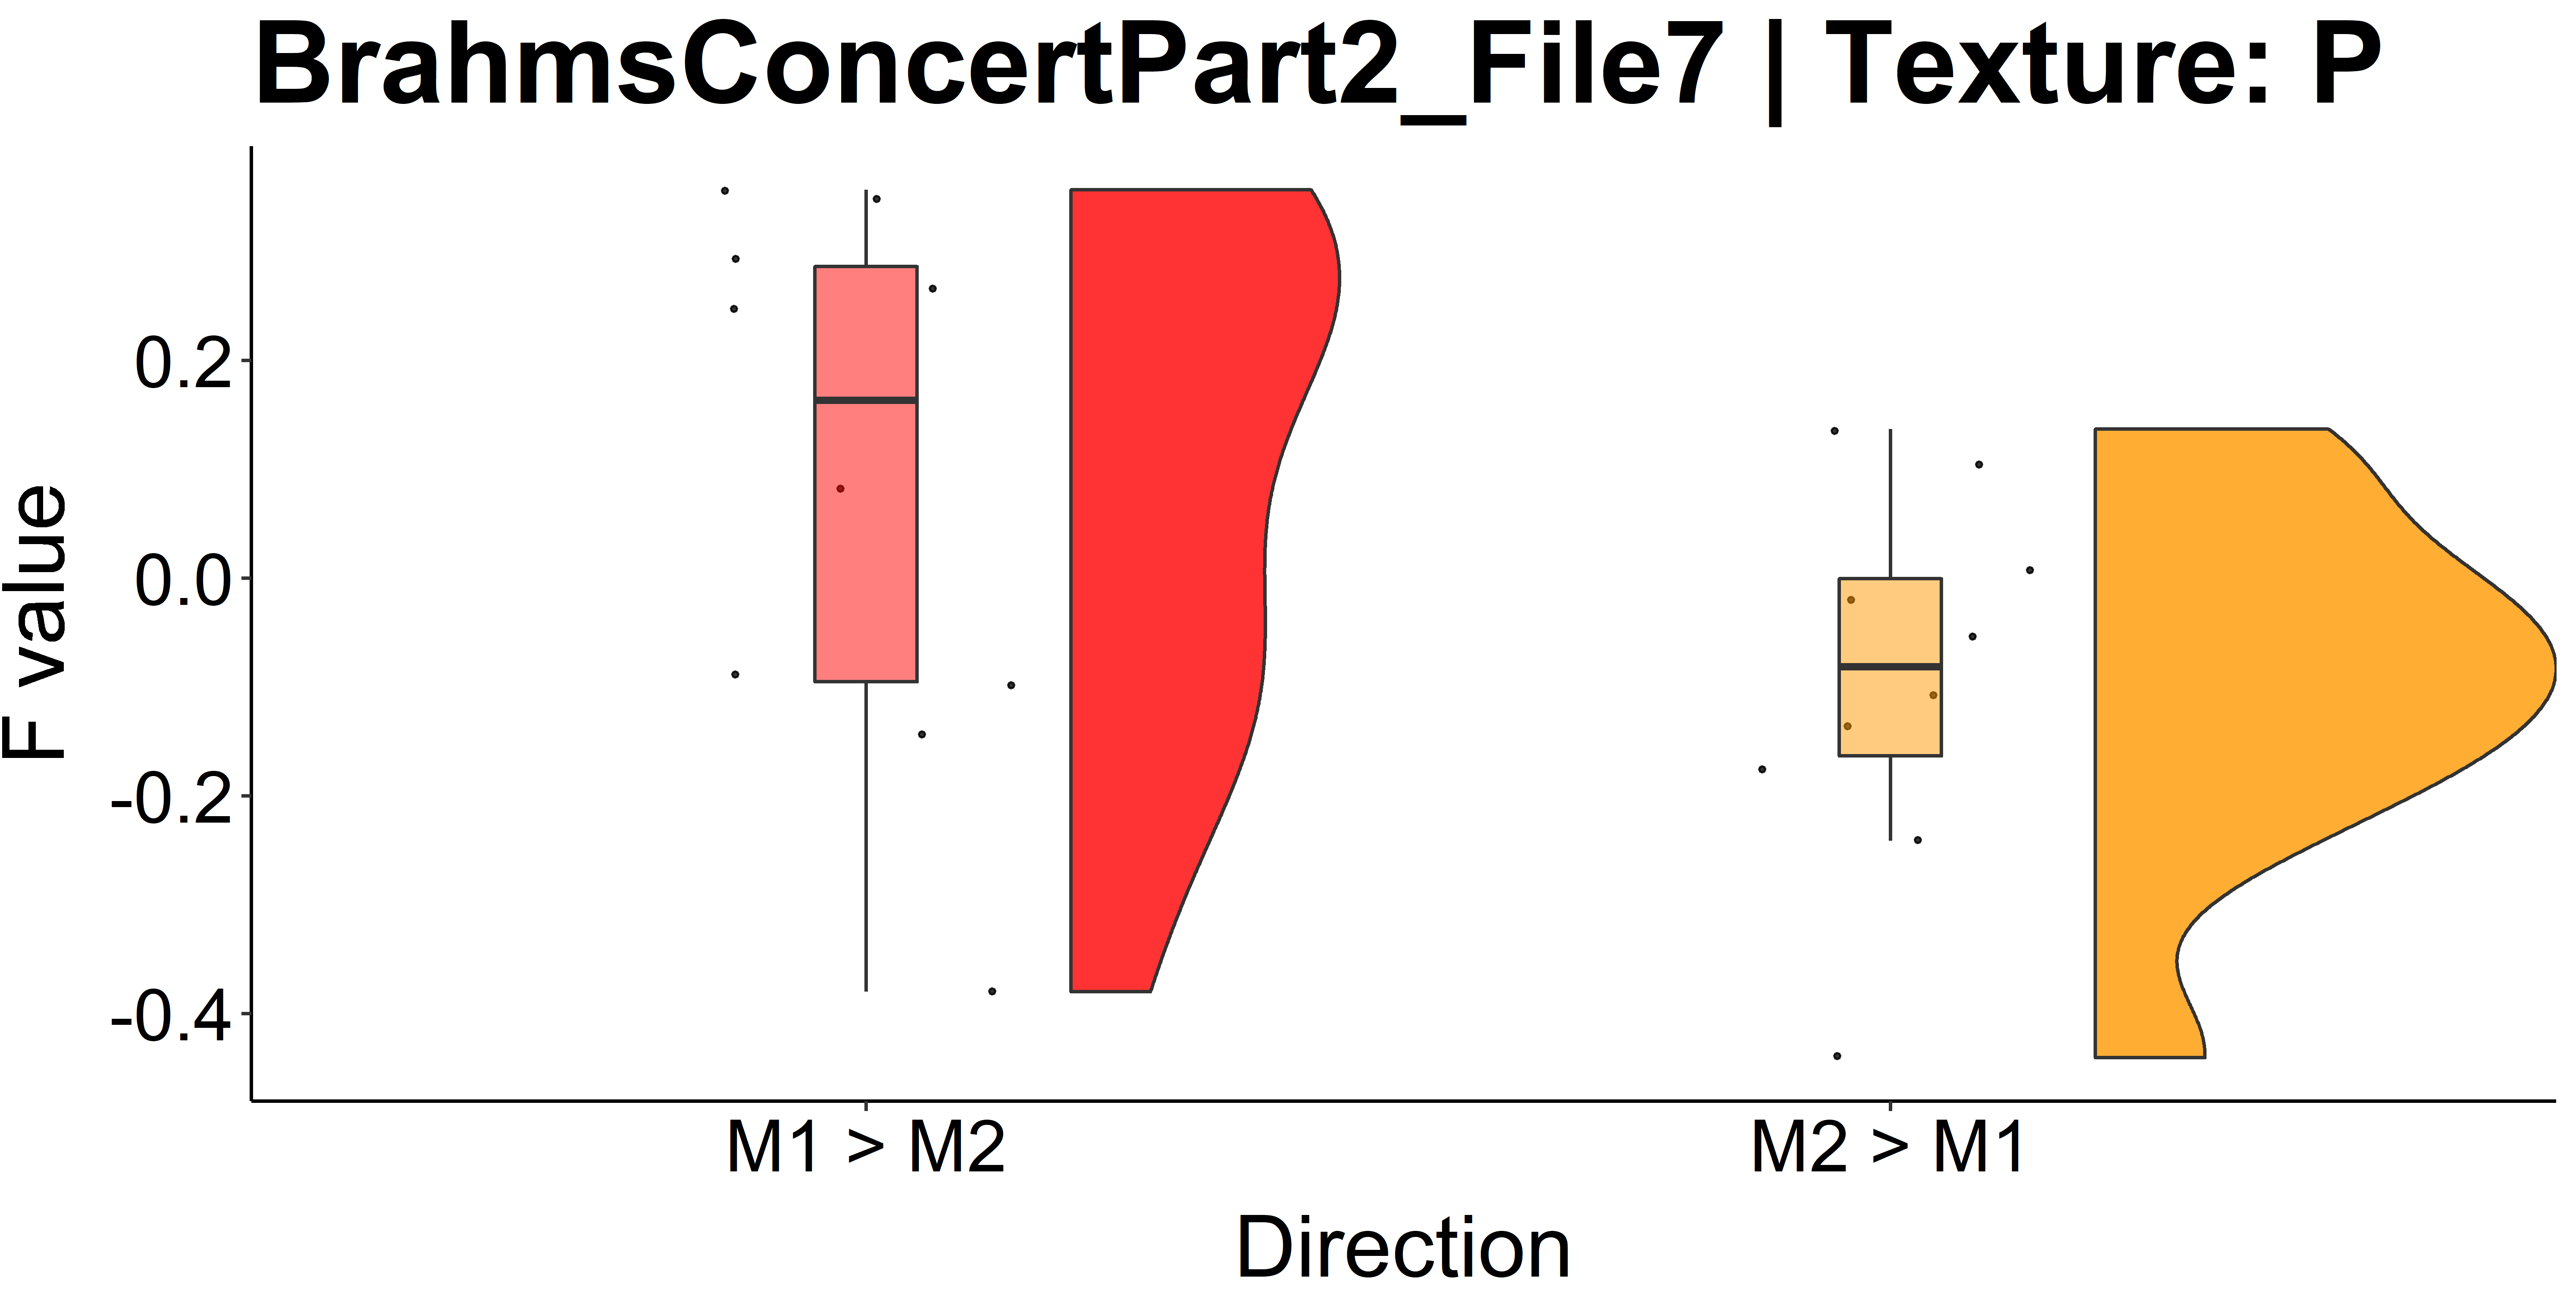 BrahmsConcertPart2_File7 | Texture: P
F value
0.2
0.0
-0.2
-0.4
M1 > M2
M2 > M1
Direction